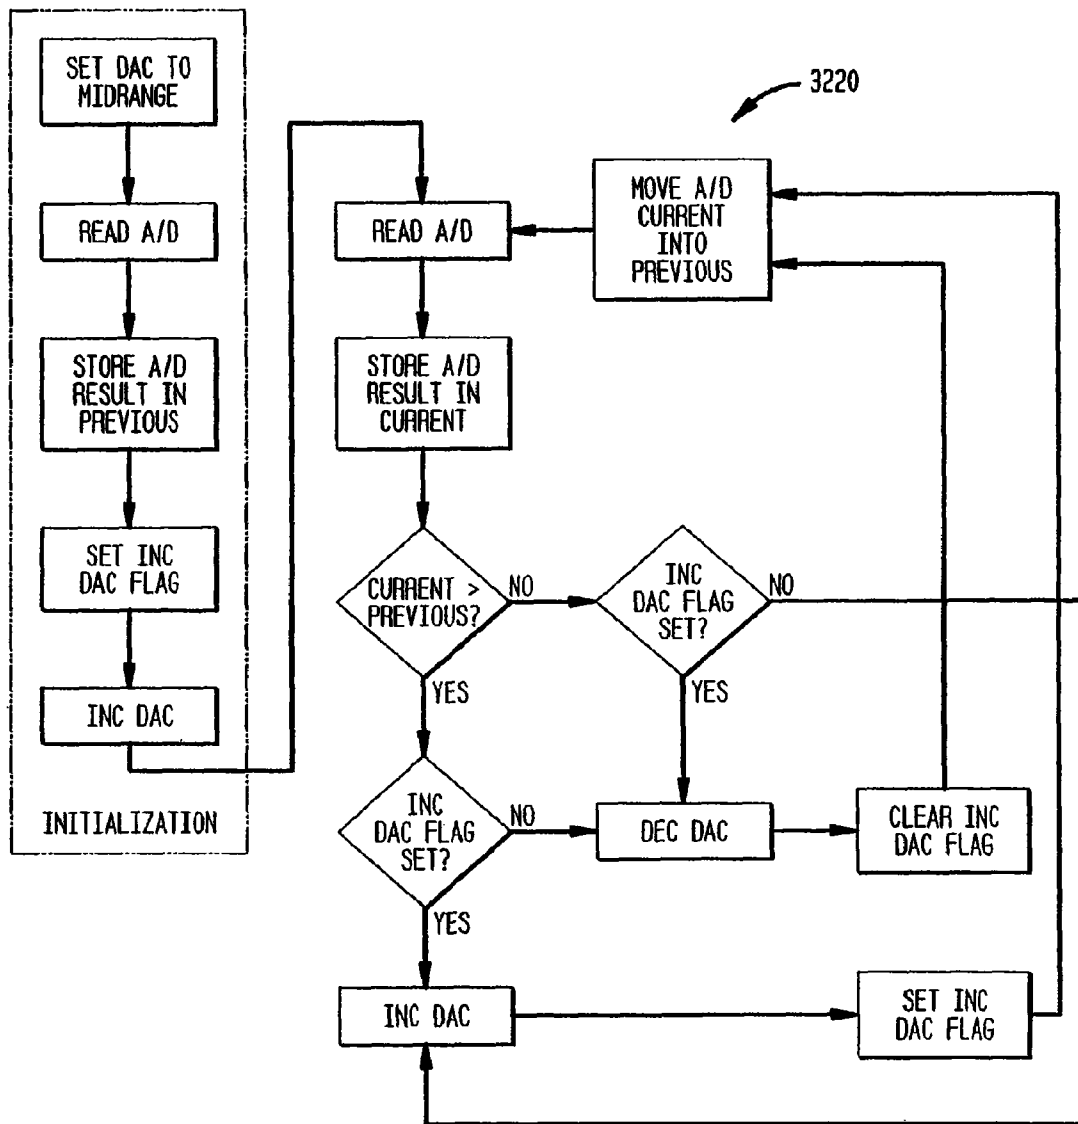 SET DAC TO
MIDRANGE
READ A/D
STORE A/D
RESULT IN
PREVIOUS
SET INC
DAC FLAG
INC DAC
INITIALIZATION
3220
READ A/D
MOVE A/D
CURRENT
INTO
PREVIOUS
STORE A/D
RESULT IN
CURRENT
CURRENT >
PREVIOUS?
NO
YES
INC
DAC FLAG
SET?
NO
YES
INC
DAC FLAG
SET?
NO
YES
DEC DAC
CLEAR INC
DAC FLAG
INC DAC
SET INC
DAC FLAG